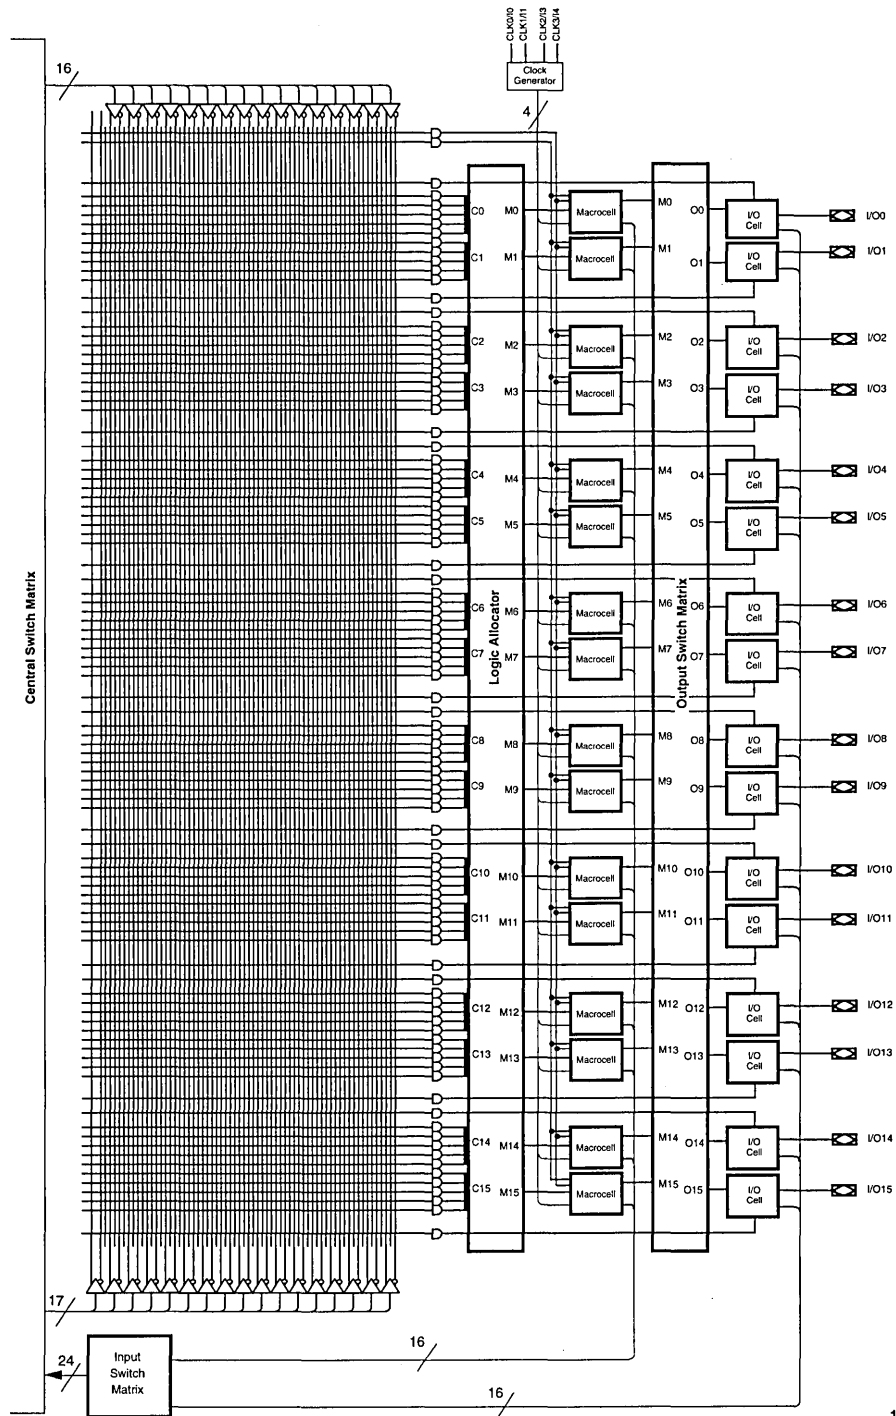 CLK0/I0
CLK1/I1
CLK2/I3
CLK3/I4
16
Clock
Generator
4
C0 M0 Macrocell M0 O0 I/O Cell I/O0
C1 M1 Macrocell M1 O1 I/O Cell I/O1
C2 M2 Macrocell M2 O2 I/O Cell I/O2
C3 M3 Macrocell M3 O3 I/O Cell I/O3
C4 M4 Macrocell M4 O4 I/O Cell I/O4
C5 M5 Macrocell M5 O5 I/O Cell I/O5
C6 M6 Macrocell M6 O6 I/O Cell I/O6
C7 M7 Macrocell M7 O7 I/O Cell I/O7
Central Switch Matrix
Logic Allocator
Output Switch Matrix
C8 M8 Macrocell M8 O8 I/O Cell I/O8
C9 M9 Macrocell M9 O9 I/O Cell I/O9
C10 M10 Macrocell M10 O10 I/O Cell I/O10
C11 M11 Macrocell M11 O11 I/O Cell I/O11
C12 M12 Macrocell M12 O12 I/O Cell I/O12
C13 M13 Macrocell M13 O13 I/O Cell I/O13
C14 M14 Macrocell M14 O14 I/O Cell I/O14
C15 M15 Macrocell M15 O15 I/O Cell I/O15
17
16
24
Input
Switch
Matrix
16
1